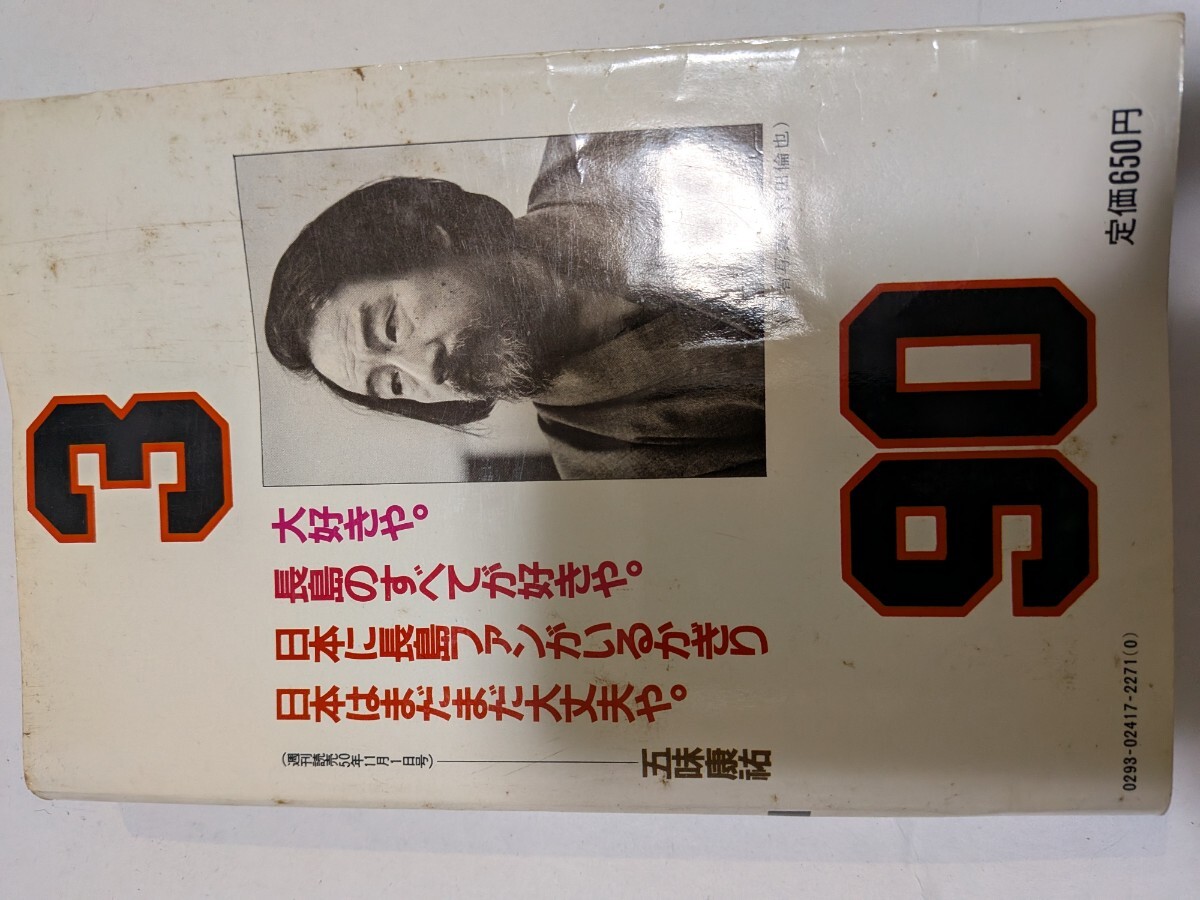 3
大好きや。
長島のすべてが好きや。
日本に長島ファンがいるかぎり
日本はまだまだ大丈夫や。
(週刊読売50年11月1日号)
五味康祐
田倫也）
90
0293-02417-2271(0)
定価650円